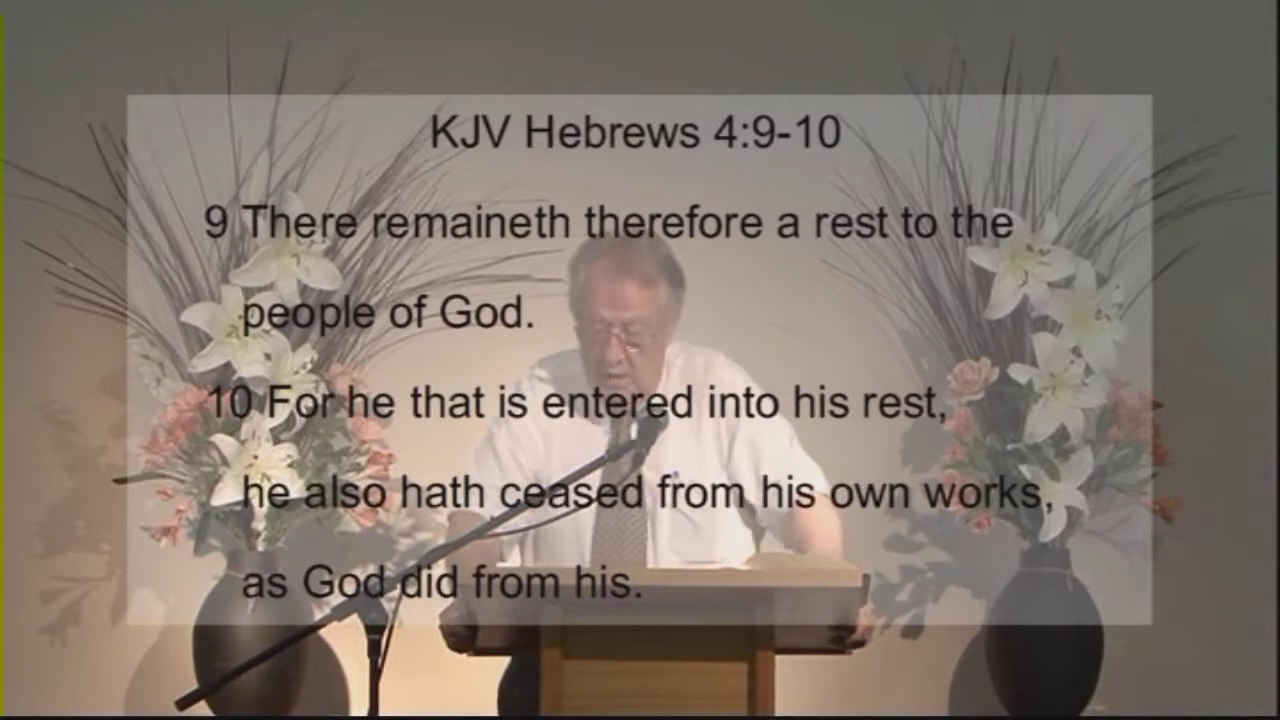 KJV Hebrews 4:9-10
9 There remaineth therefore a rest to the
people of God.
10 For he that is entered into his rest,
he also hath ceased from his own works,
as God did from his.